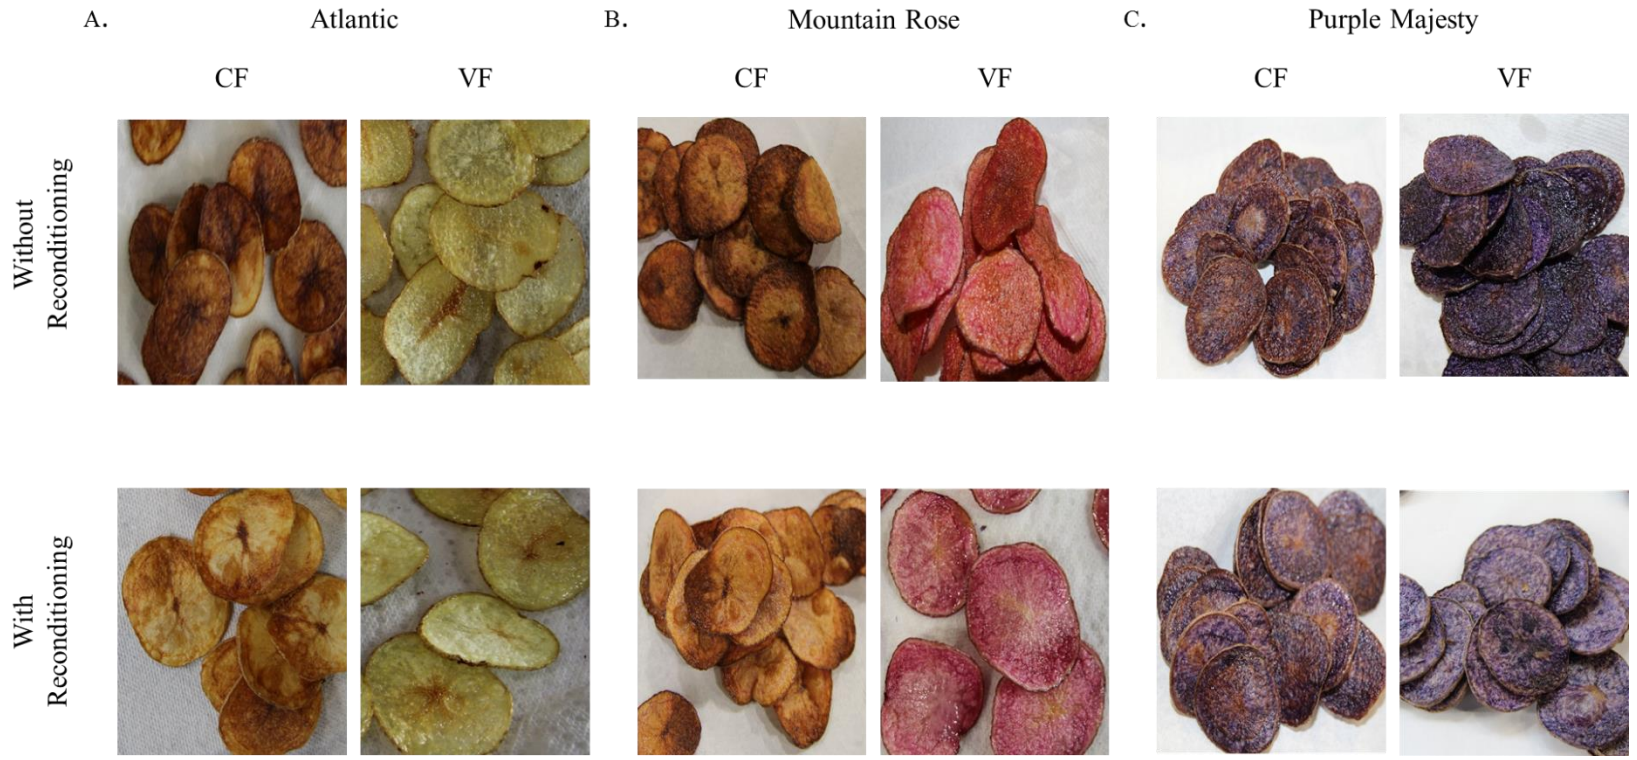 A. Atlantic
B. Mountain Rose
C. Purple Majesty
CF VF
CF VF
CF VF
Without
Reconditioning
With
Reconditioning